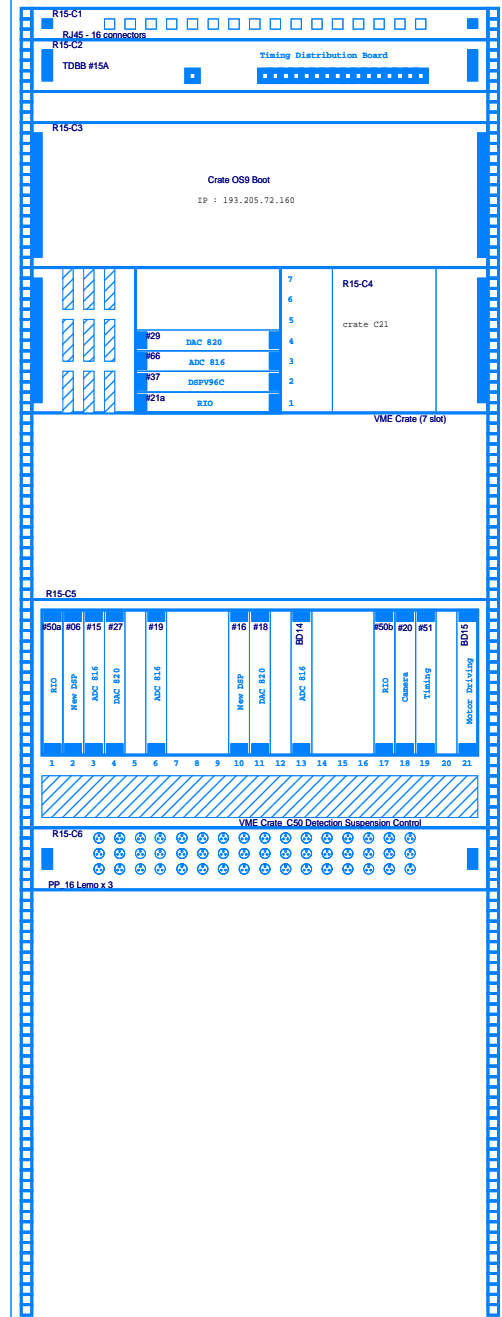 R15-C1
RJ45 - 16 connectors
R15-C2
Timing Distribution Board
TDBB #15A
R15-C3
Crate OS9 Boot
IP : 193.205.72.160
7
R15-C4
6
5
crate C21
#29
DAC 820
4
#66
ADC 816
3
#37
DSPV96C
2
#21a
RIO
1
VME Crate (7 slot)
R15-C5
#50a #06 #15 #27 #19 #16 #18 BD14 #50b #20 #51 BD15
RIO
New DSP
ADC 816
DAC 820
ADC 816
New DSP
DAC 820
ADC 816
RIO
Camera
Timing
Motor Driving
1 2 3 4 5 6 7 8 9 10 11 12 13 14 15 16 17 18 19 20 21
VME Crate_C50 Detection Suspension Control
R15-C6
PP_16 Lemo x 3